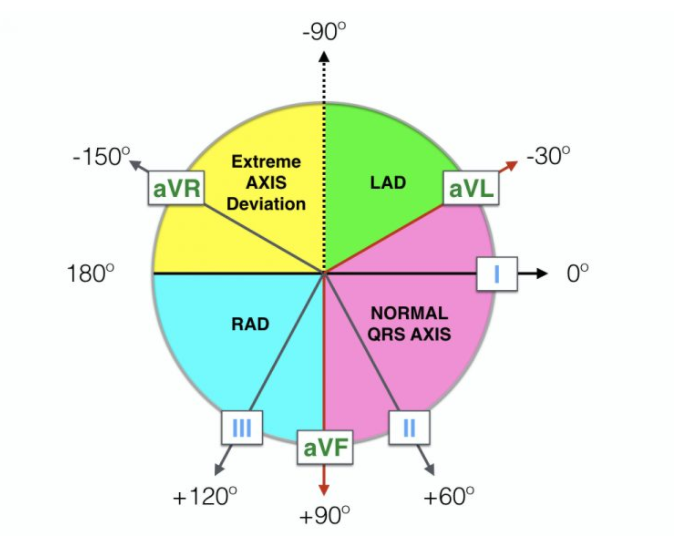 -90°
-150°
-30°
aVR
Extreme
AXIS
Deviation
LAD
aVL
180°
I
0°
RAD
NORMAL
QRS AXIS
III
aVF
II
+120°
+90°
+60°